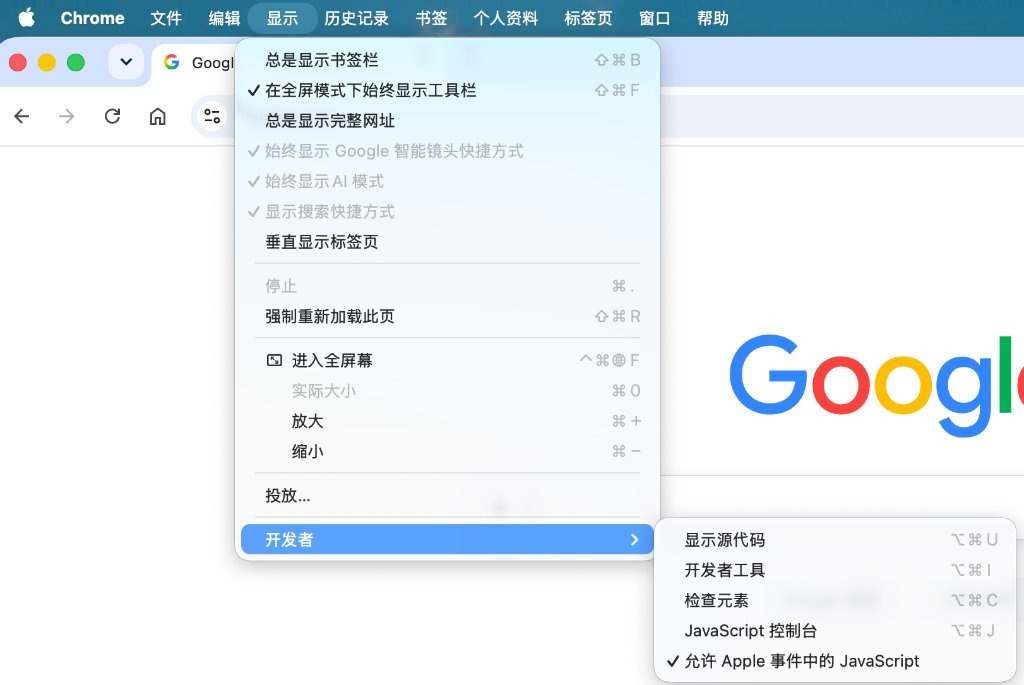 Chrome 文件 编辑 显示 历史记录 书签 个人资料 标签页 窗口 帮助
Googl
总是显示书签栏 ⇧⌘B
✓ 在全屏模式下始终显示工具栏 ⇧⌘F
总是显示完整网址
✓ 始终显示 Google 智能镜头快捷方式
✓ 始终显示AI 模式
✓ 显示搜索快捷方式
垂直显示标签页
停止 ⌘.
强制重新加载此页 ⇧⌘R
进入全屏幕 ^⌘🌐F
实际大小 ⌘0
放大 ⌘+
缩小 ⌘−
投放...
开发者
Googl
显示源代码 ⌥⌘U
开发者工具 ⌥⌘I
检查元素 ⌥⌘C
JavaScript 控制台 ⌥⌘J
✓ 允许 Apple 事件中的 JavaScript